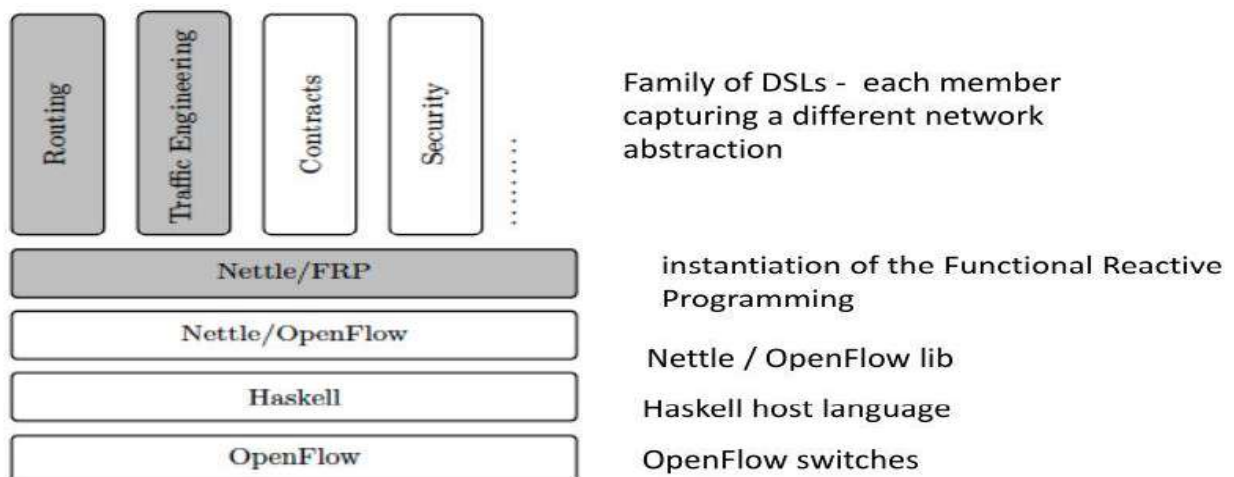 Routing
Traffic Engineering
Contracts
Security
.........
Family of DSLs - each member
capturing a different network
abstraction
Nettle/FRP
instantiation of the Functional Reactive
Programming
Nettle/OpenFlow
Nettle / OpenFlow lib
Haskell
Haskell host language
OpenFlow
OpenFlow switches